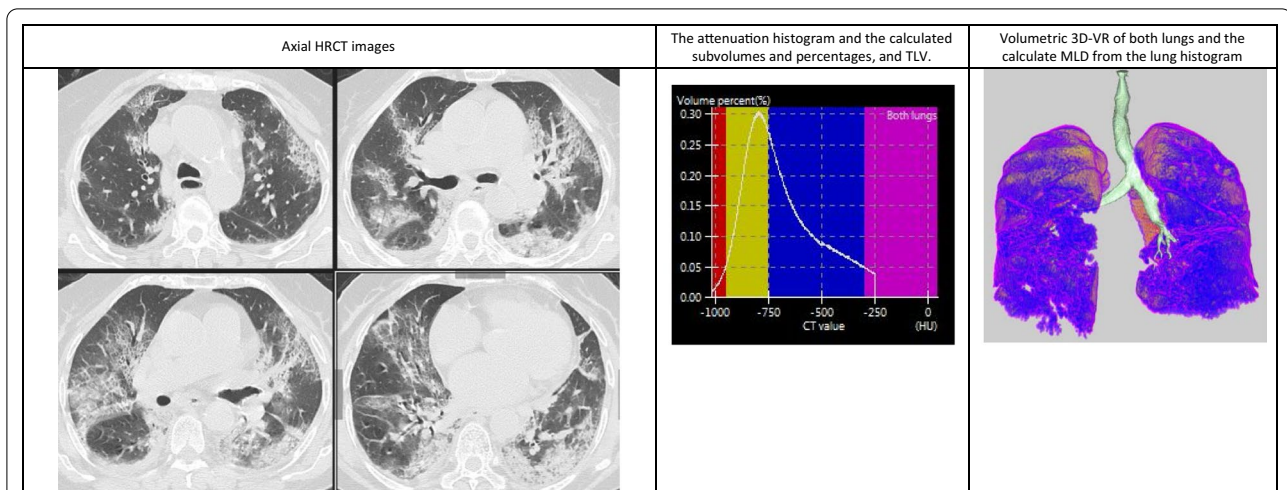 Axial HRCT images
The attenuation histogram and the calculated
subvolumes and percentages, and TLV.
Volumetric 3D-VR of both lungs and the
calculate MLD from the lung histogram
Volume percent(%)
Both lungs
0.30
0.25
0.20
0.15
0.10
0.05
0.00
-1000 -750 -500 -250 0
CT value (HU)